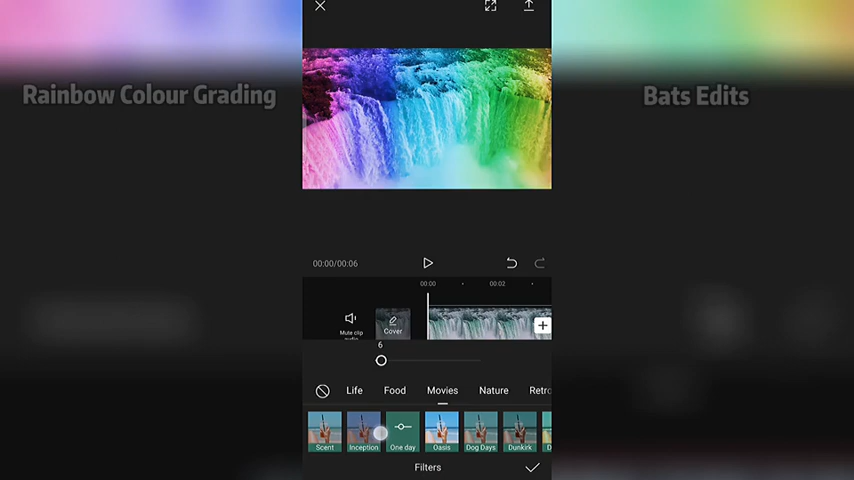 Rainbow Colour Grading
Bats Edits
00:00/00:06
00:00
00:02
Mute clip
audio
Cover
6
Life
Food
Movies
Nature
Retro
Scent
Inception
One day
Oasis
Dog Days
Dunkirk
D
Filters